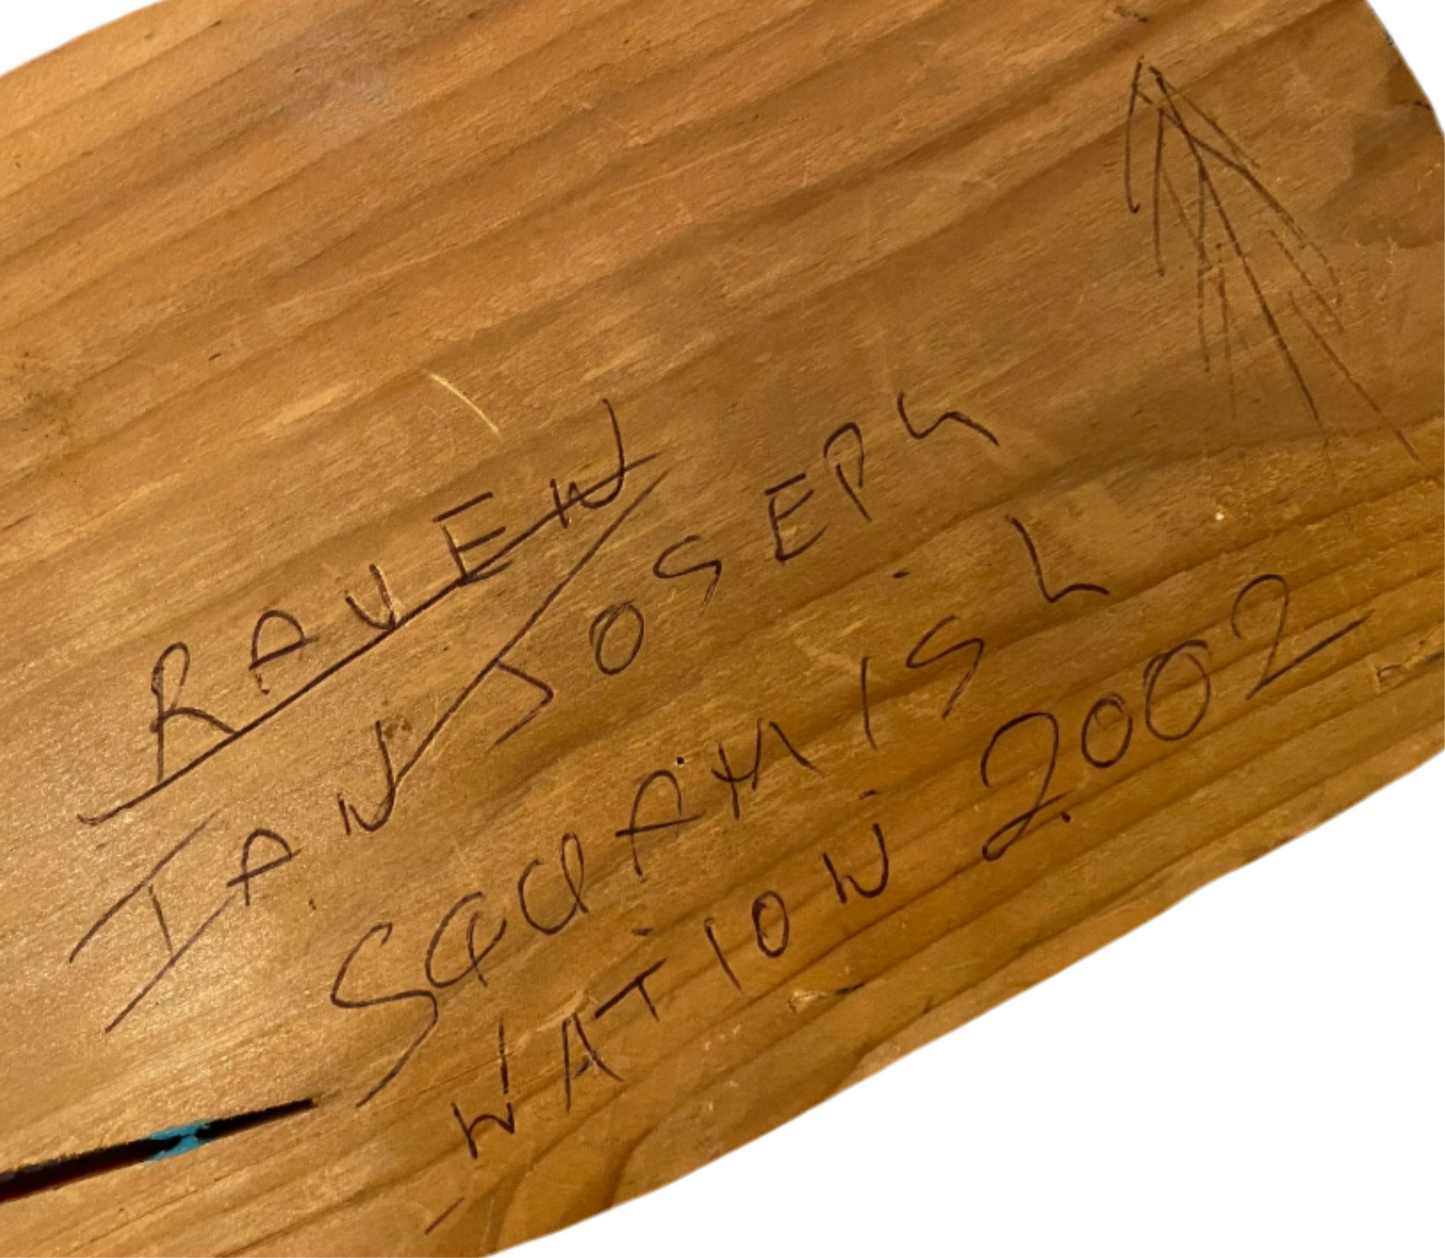 RAVEN
IAN JOSEPH
SQUAMISH
NATION 2002